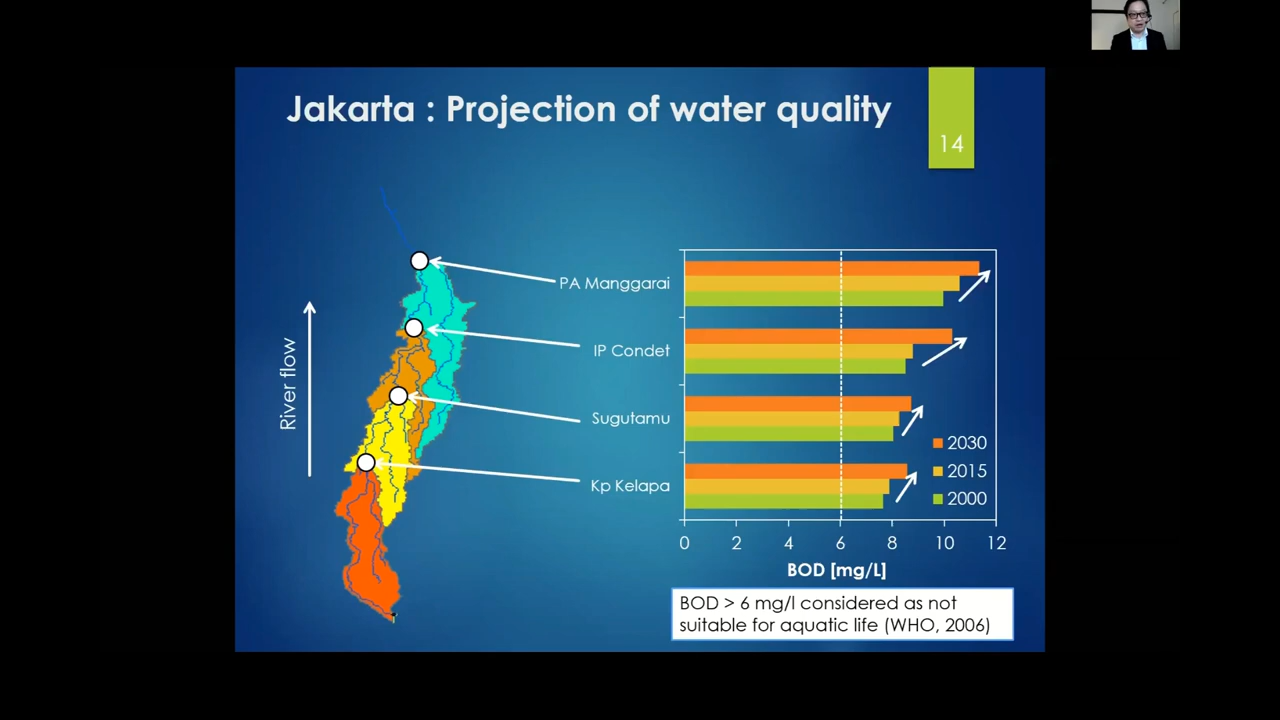 Jakarta : Projection of water quality
14
River flow
PA Manggarai
IP Condet
Sugutamu
Kp Kelapa
2030
2015
2000
0 2 4 6 8 10 12
BOD [mg/L]
BOD > 6 mg/l considered as not
suitable for aquatic life (WHO, 2006)